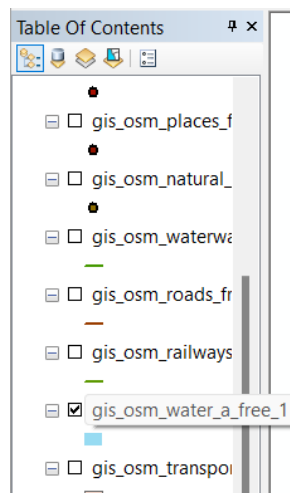 Table Of Contents
gis_osm_places_f
gis_osm_natural_
gis_osm_waterwa
gis_osm_roads_fr
gis_osm_railways
gis_osm_water_a_free_1
gis_osm_transpor